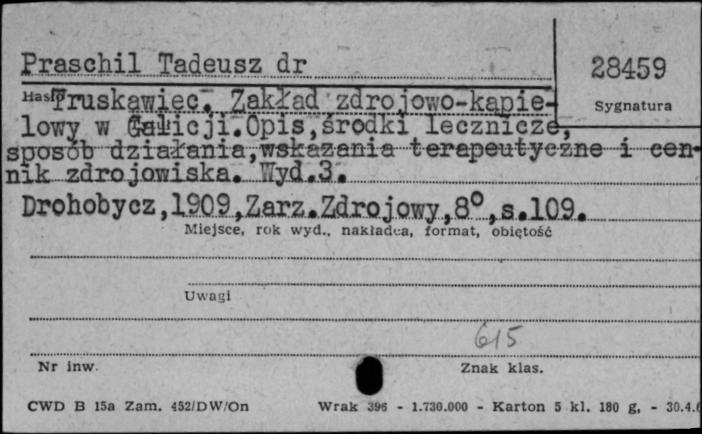 Praschil Tadeusz dr
28459
Sygnatura
Hasło Truskawiec. Zakład zdrojowo-kąpie-
lowy w Galicji.Opis,środki lecznicze,
sposób działania,wskazania terapeutyczne i cen-
nik zdrojowiska. Wyd.3.
Drohobycz,1909,Zarz.Zdrojowy,8°,s.109.
Miejsce, rok wyd., nakładca, format, objętość
Uwagi
615
Nr inw.
Znak klas.
CWD B 15a Zam. 452/DW/On
Wrak 396 - 1.730.000 - Karton 5 kl. 180 g, - 30.4.